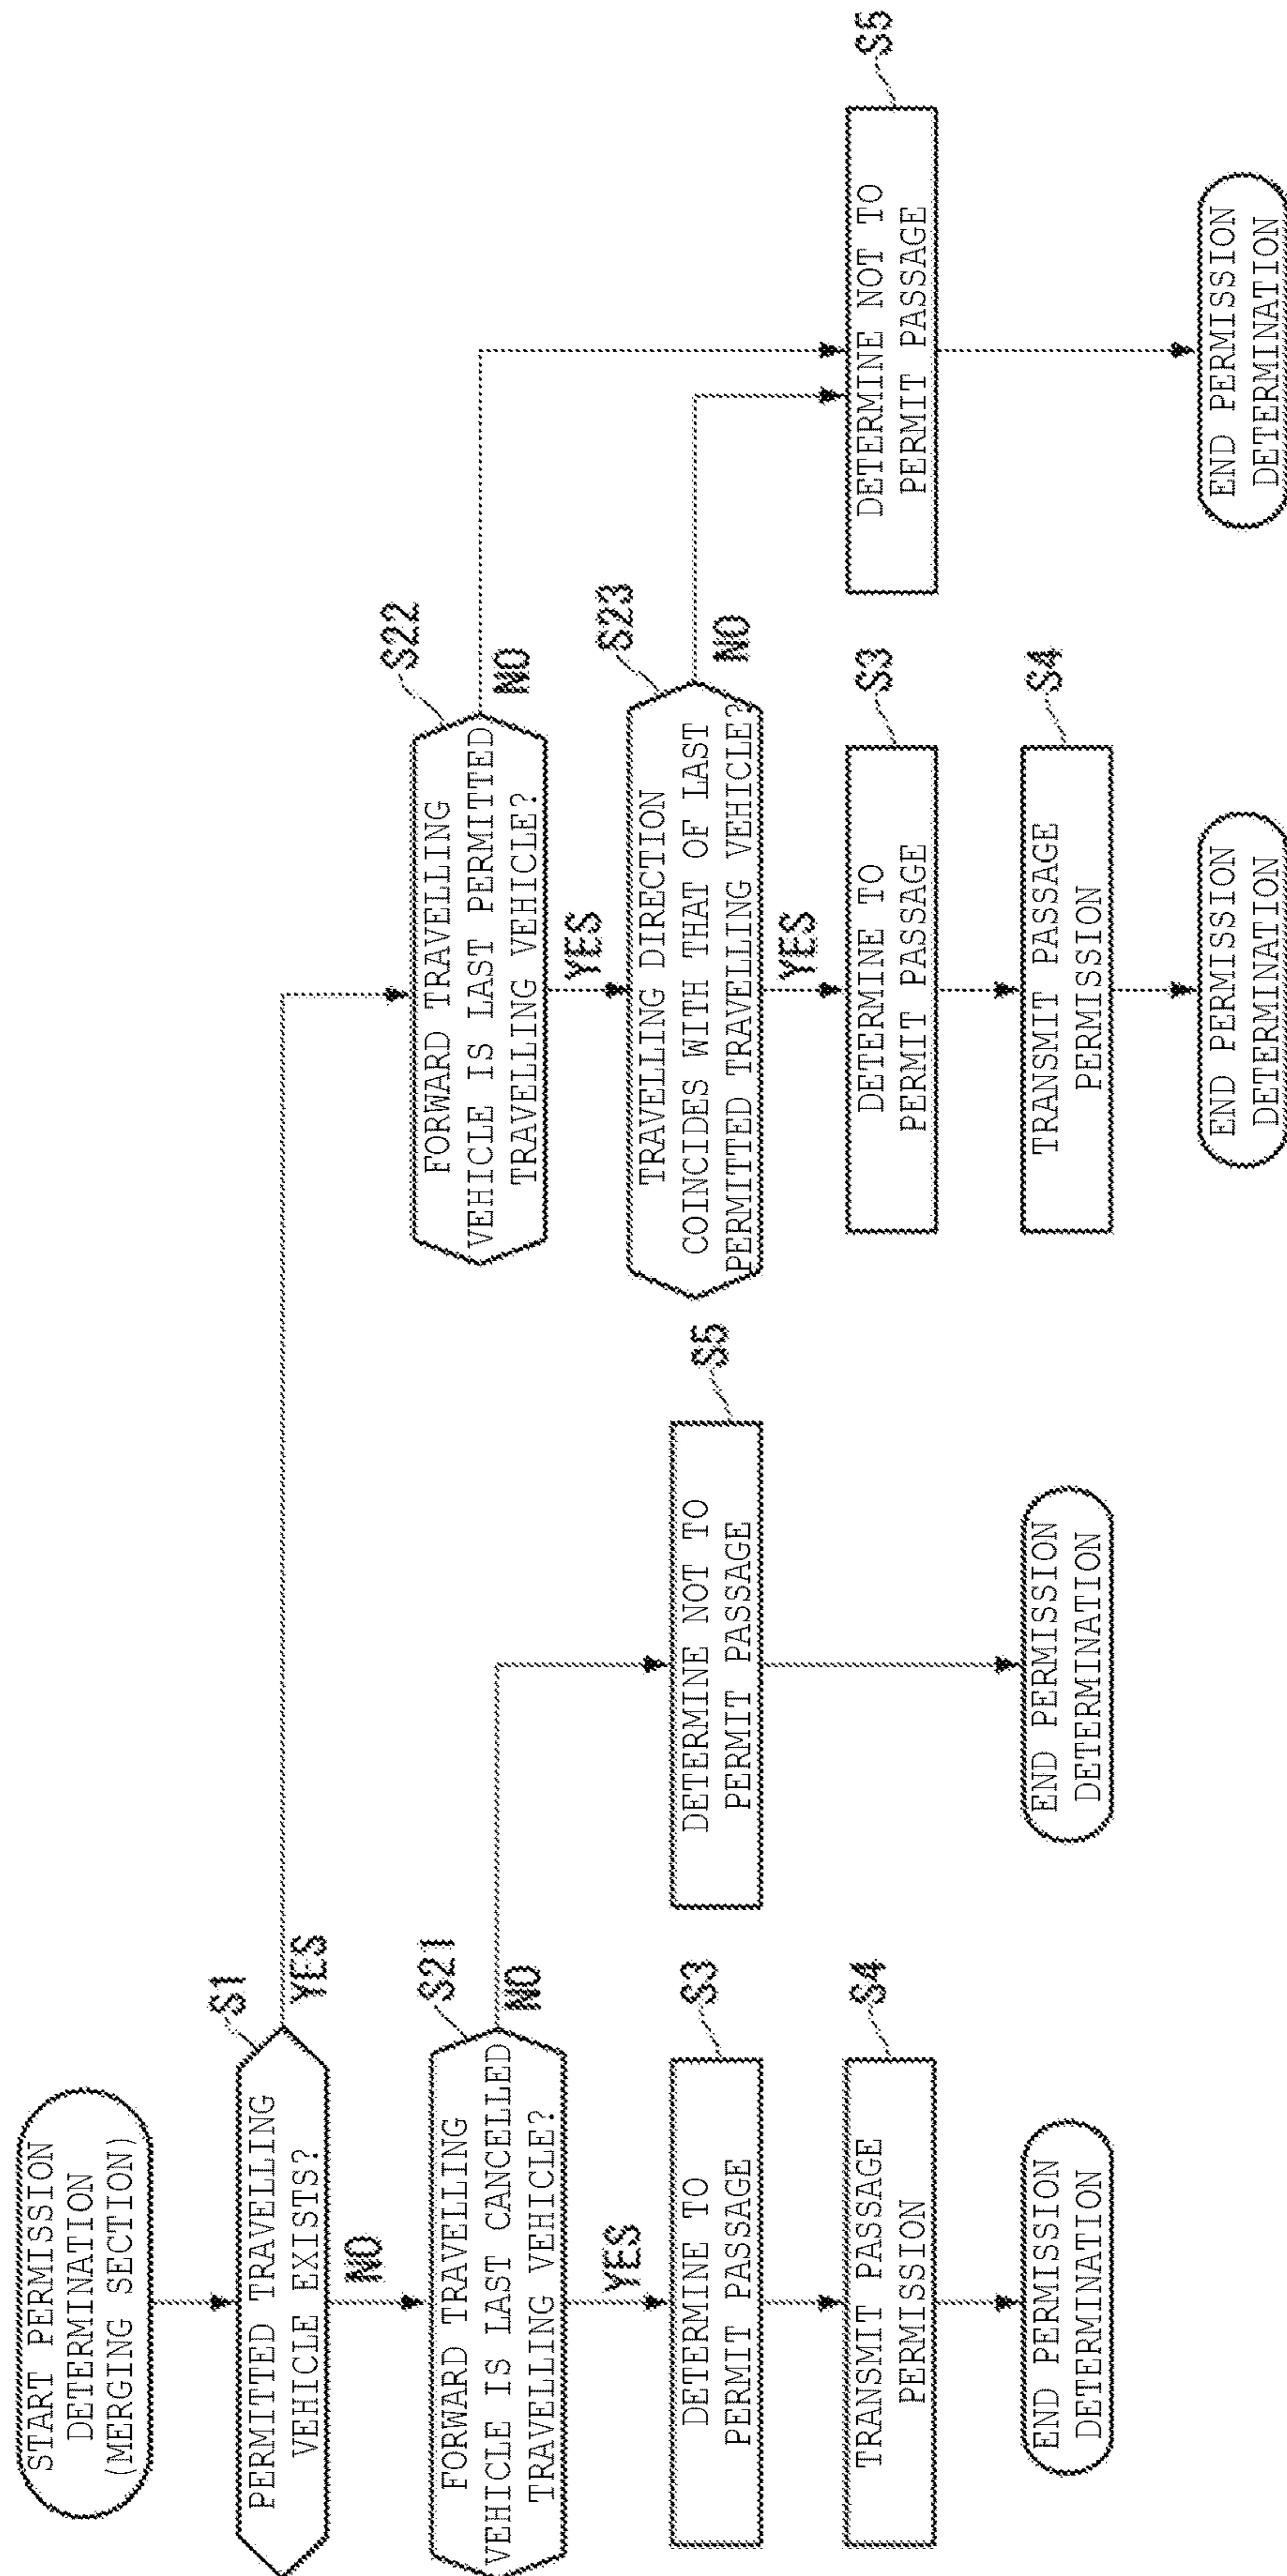 START PERMISSION
DETERMINATION
(MERGING SECTION)
S1
PERMITTED TRAVELLING
VEHICLE EXISTS?
YES
NO
S21
FORWARD TRAVELLING
VEHICLE IS LAST CANCELLED
TRAVELLING VEHICLE?
NO
YES
S3
DETERMINE TO
PERMIT PASSAGE
S4
TRANSMIT PASSAGE
PERMISSION
END PERMISSION
DETERMINATION
S5
DETERMINE NOT TO
PERMIT PASSAGE
END PERMISSION
DETERMINATION
S22
FORWARD TRAVELLING
VEHICLE IS LAST PERMITTED
TRAVELLING VEHICLE?
NO
YES
S23
TRAVELLING DIRECTION
COINCIDES WITH THAT OF LAST
PERMITTED TRAVELLING VEHICLE?
NO
YES
S3
DETERMINE TO
PERMIT PASSAGE
S4
TRANSMIT PASSAGE
PERMISSION
END PERMISSION
DETERMINATION
S5
DETERMINE NOT TO
PERMIT PASSAGE
END PERMISSION
DETERMINATION